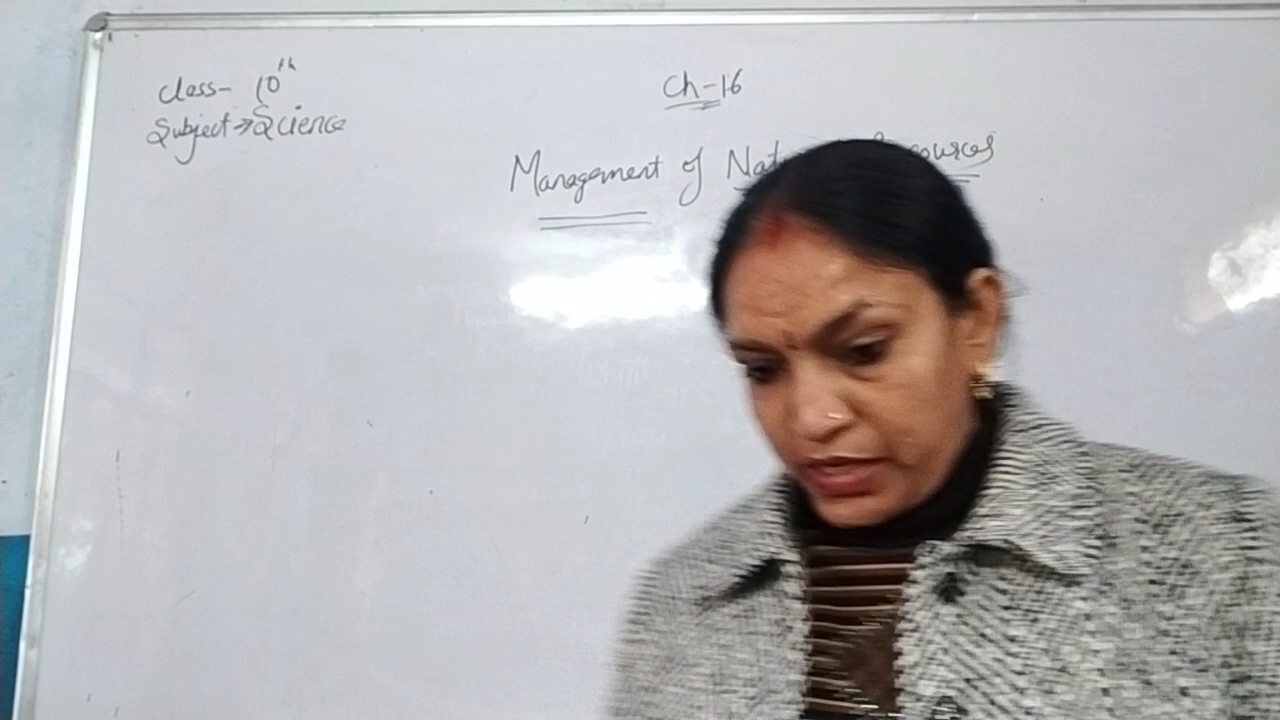 Class- 10th
Subject→Science
Ch-16
Management of